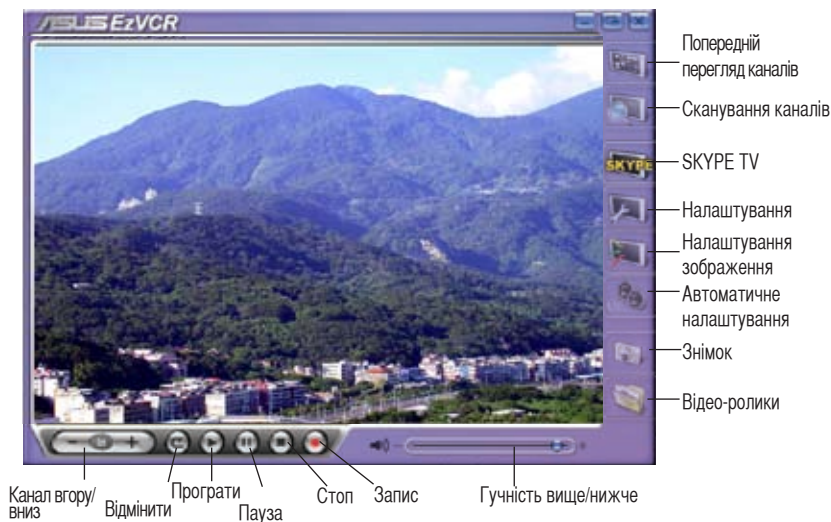 ASUS EzVCR
Попередній
перегляд каналів
Сканування каналів
SKYPE
SKYPE TV
Налаштування
Налаштування
зображення
Автоматичне
налаштування
Знімок
Відео-ролики
Канал вгору/
вниз
Відмінити
Програти
Пауза
Стоп
Запис
Гучність вище/нижче